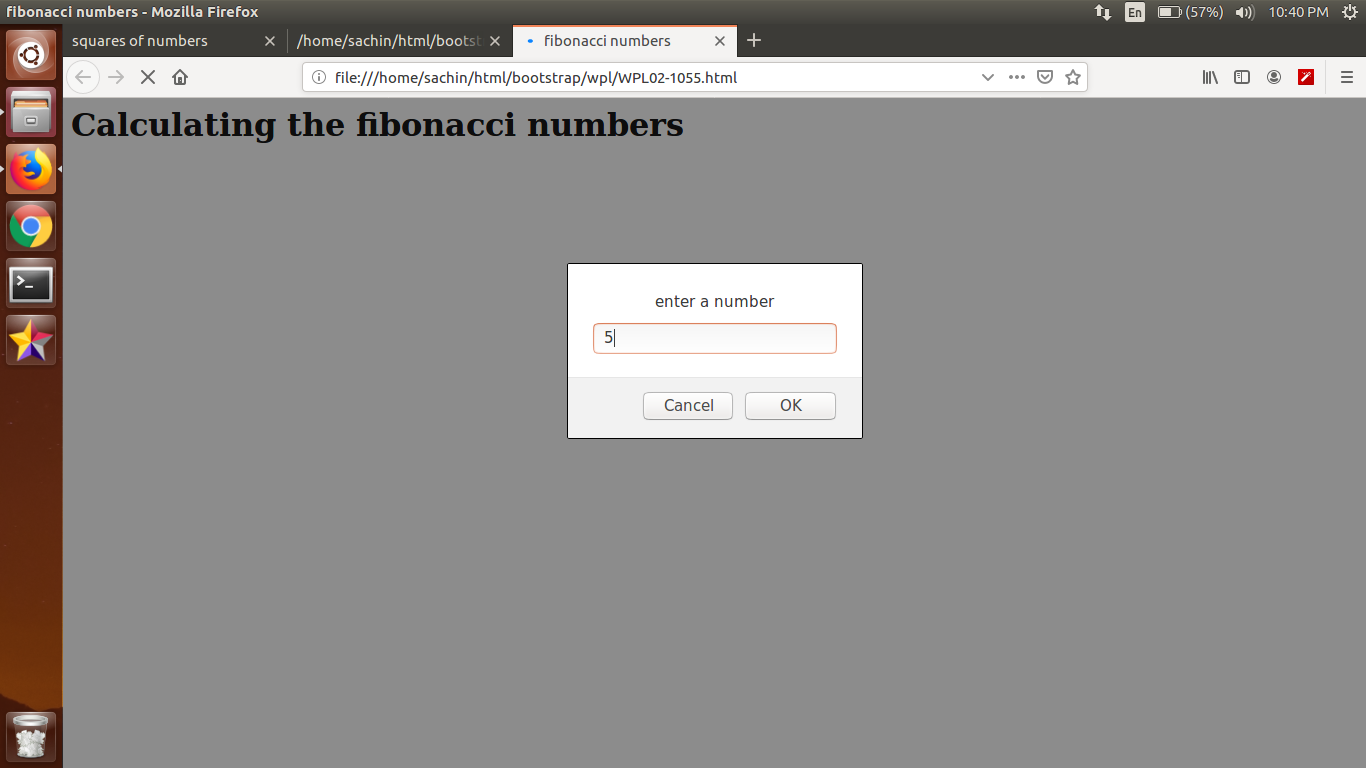 fibonacci numbers - Mozilla Firefox
En
(57%)
10:40 PM
squares of numbers
/home/sachin/html/bootst
fibonacci numbers
file:///home/sachin/html/bootstrap/wpl/WPL02-1055.html
Calculating the fibonacci numbers
enter a number
5
Cancel
OK